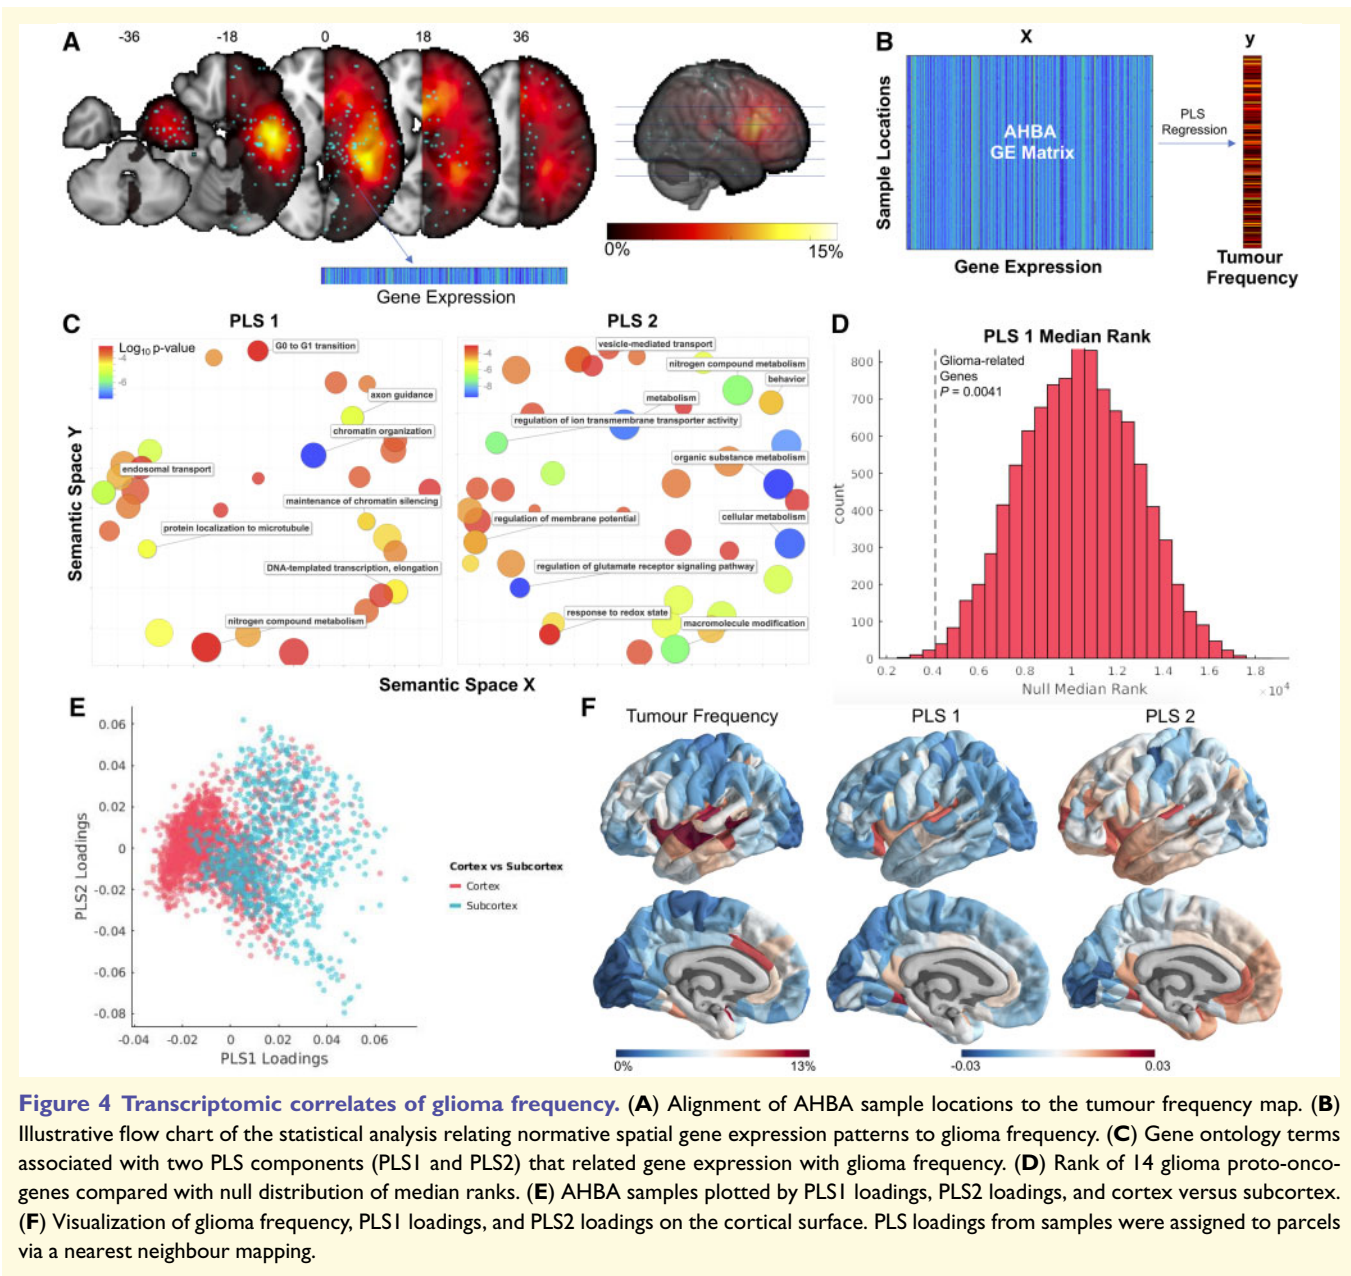 A
-36
-18
0
18
36
0%
15%
Gene Expression
B
X
y
Sample Locations
AHBA
GE Matrix
PLS
Regression
Gene Expression
Tumour
Frequency
C
PLS 1
PLS 2
Semantic Space Y
Log10 p-value
-4
-6
G0 to G1 transition
axon guidance
chromatin organization
endosomal transport
maintenance of chromatin silencing
protein localization to microtubule
DNA-templated transcription, elongation
nitrogen compound metabolism
-4
-6
-8
vesicle-mediated transport
nitrogen compound metabolism
behavior
metabolism
regulation of ion transmembrane transporter activity
organic substance metabolism
regulation of membrane potential
cellular metabolism
regulation of glutamate receptor signaling pathway
response to redox state
macromolecule modification
Semantic Space X
D
PLS 1 Median Rank
Glioma-related
Genes
P = 0.0041
count
800
700
600
500
400
300
200
100
0
0.2 0.4 0.6 0.8 1 1.2 1.4 1.6 1.8
×10⁴
Null Median Rank
E
PLS2 Loadings
0.06
0.04
0.02
0
-0.02
-0.04
-0.06
-0.08
-0.04 -0.02 0 0.02 0.04 0.06
PLS1 Loadings
Cortex vs Subcortex
Cortex
Subcortex
F
Tumour Frequency
PLS 1
PLS 2
0%
13%
-0.03
0.03
Figure 4 Transcriptomic correlates of glioma frequency. (A) Alignment of AHBA sample locations to the tumour frequency map. (B)
Illustrative flow chart of the statistical analysis relating normative spatial gene expression patterns to glioma frequency. (C) Gene ontology terms
associated with two PLS components (PLS1 and PLS2) that related gene expression with glioma frequency. (D) Rank of 14 glioma proto-onco-
genes compared with null distribution of median ranks. (E) AHBA samples plotted by PLS1 loadings, PLS2 loadings, and cortex versus subcortex.
(F) Visualization of glioma frequency, PLS1 loadings, and PLS2 loadings on the cortical surface. PLS loadings from samples were assigned to parcels
via a nearest neighbour mapping.